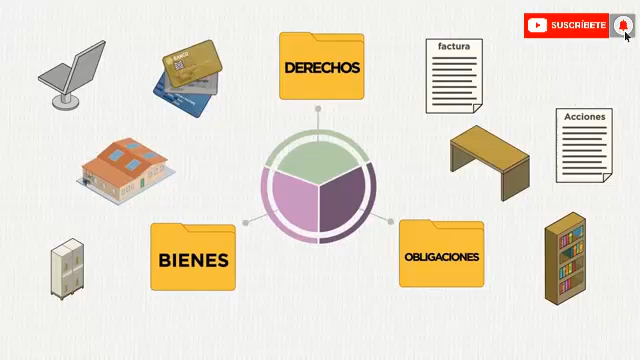 SUSCRÍBETE
DERECHOS
factura
Acciones
BIENES
OBLIGACIONES